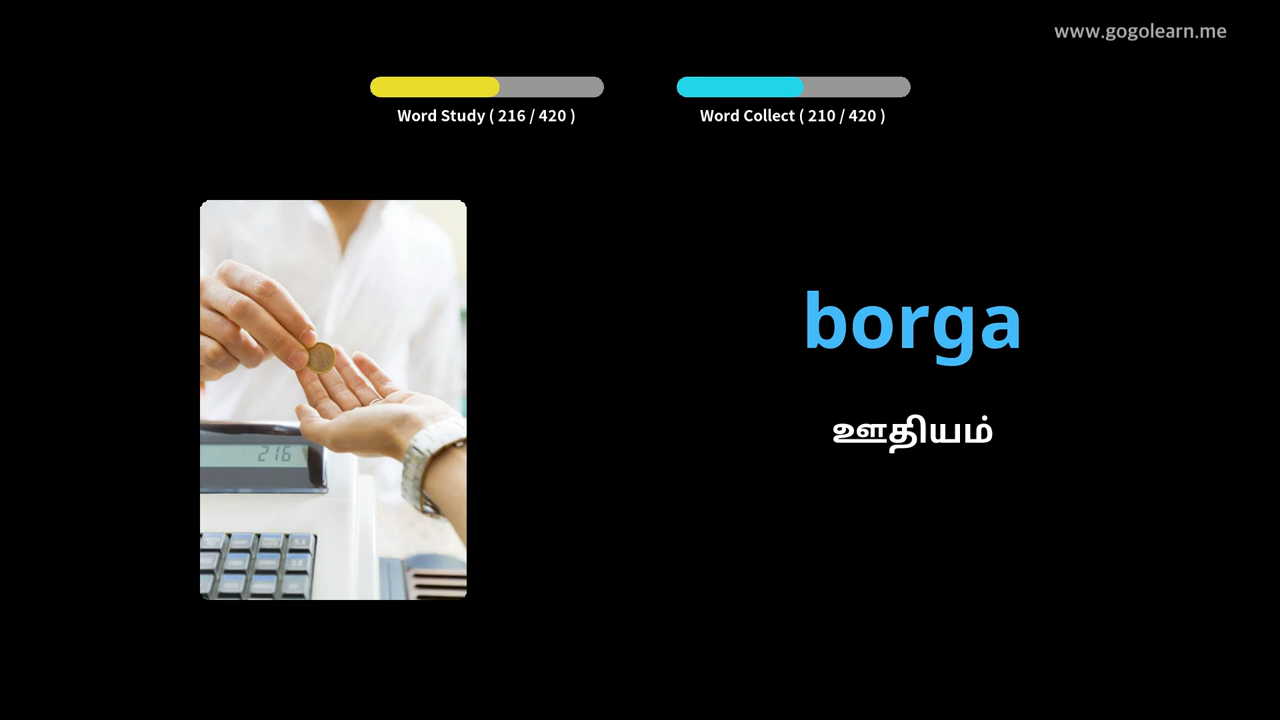 www.gogolearn.me
Word Study ( 216 / 420 )
Word Collect ( 210 / 420 )
borga
ஊதியம்
216